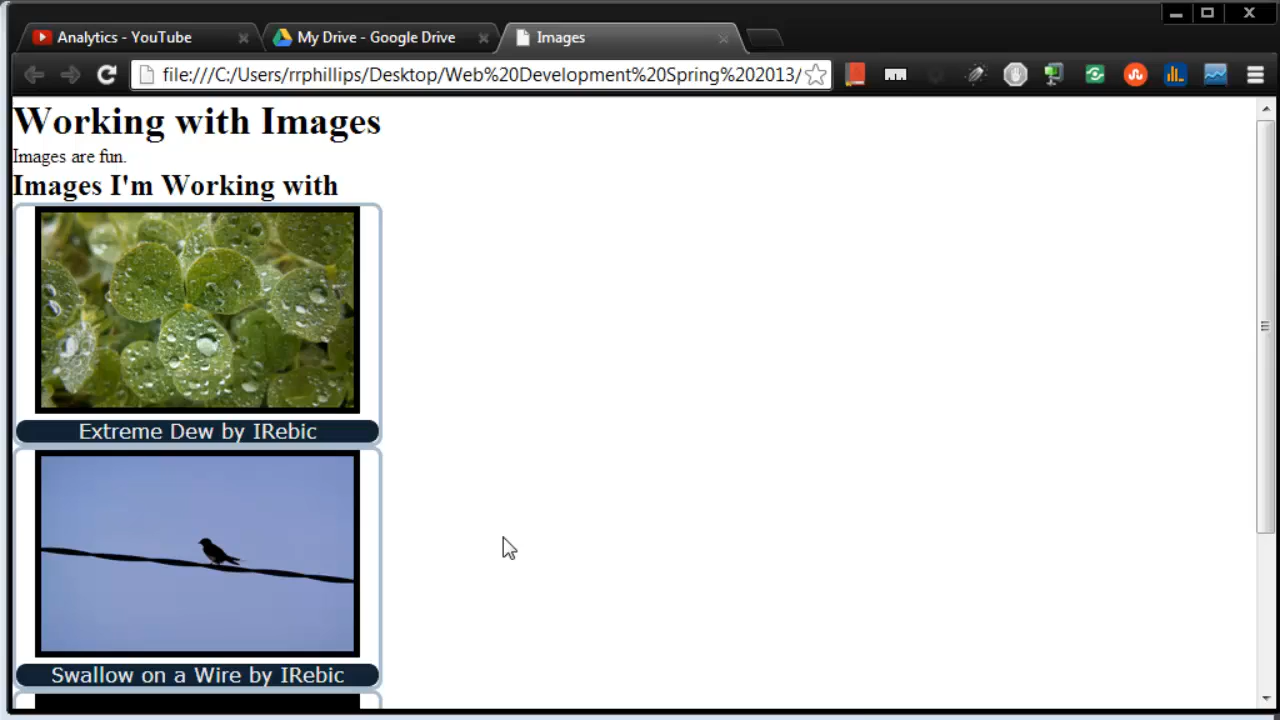 Analytics - YouTube
My Drive - Google Drive
Images
file:///C:/Users/rrphillips/Desktop/Web%20Development%20Spring%202013/
Working with Images
Images are fun.
Images I'm Working with
Extreme Dew by IRebic
Swallow on a Wire by IRebic